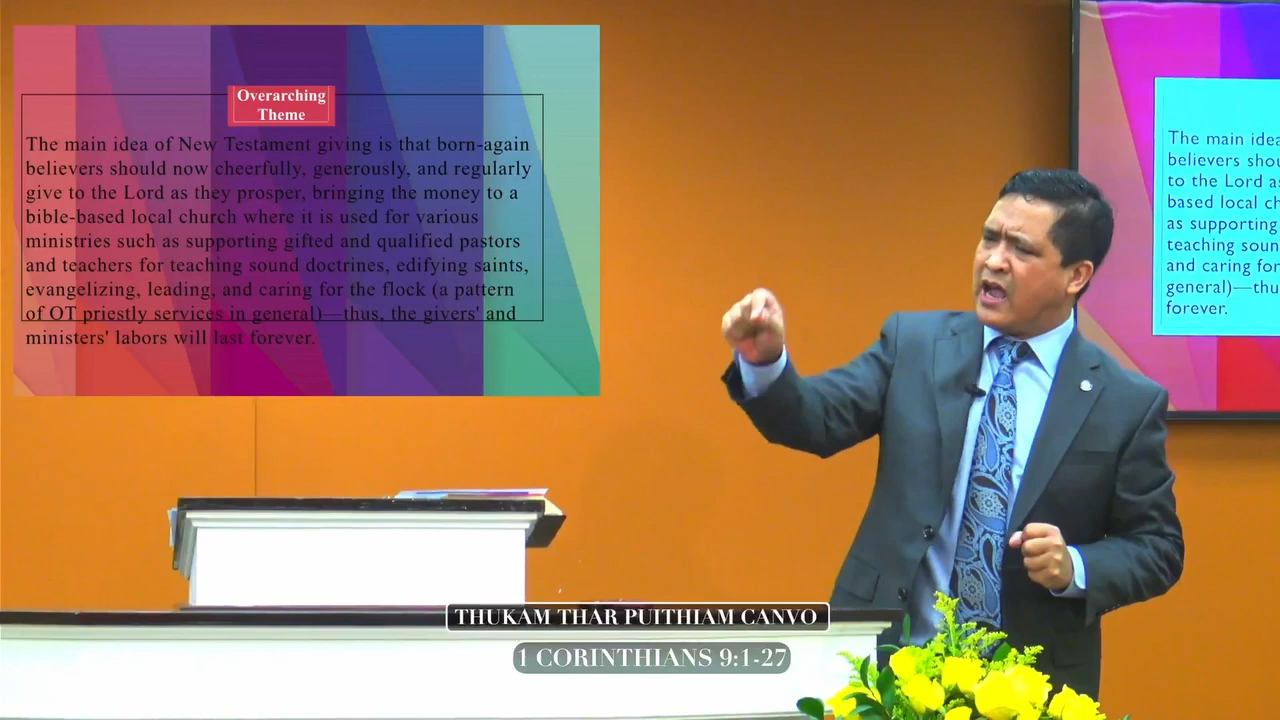 Overarching
Theme
The main idea of New Testament giving is that born-again
believers should now cheerfully, generously, and regularly
give to the Lord as they prosper, bringing the money to a
bible-based local church where it is used for various
ministries such as supporting gifted and qualified pastors
and teachers for teaching sound doctrines, edifying saints,
evangelizing, leading, and caring for the flock (a pattern
of OT priestly services in general)—thus, the givers' and
ministers' labors will last forever.
The main idea
believers shou
to the Lord as
based local ch
as supporting
teaching soun
and caring for
general)—thu
forever.
THUKAM THAR PUITHIAM CANVO
1 CORINTHIANS 9:1-27